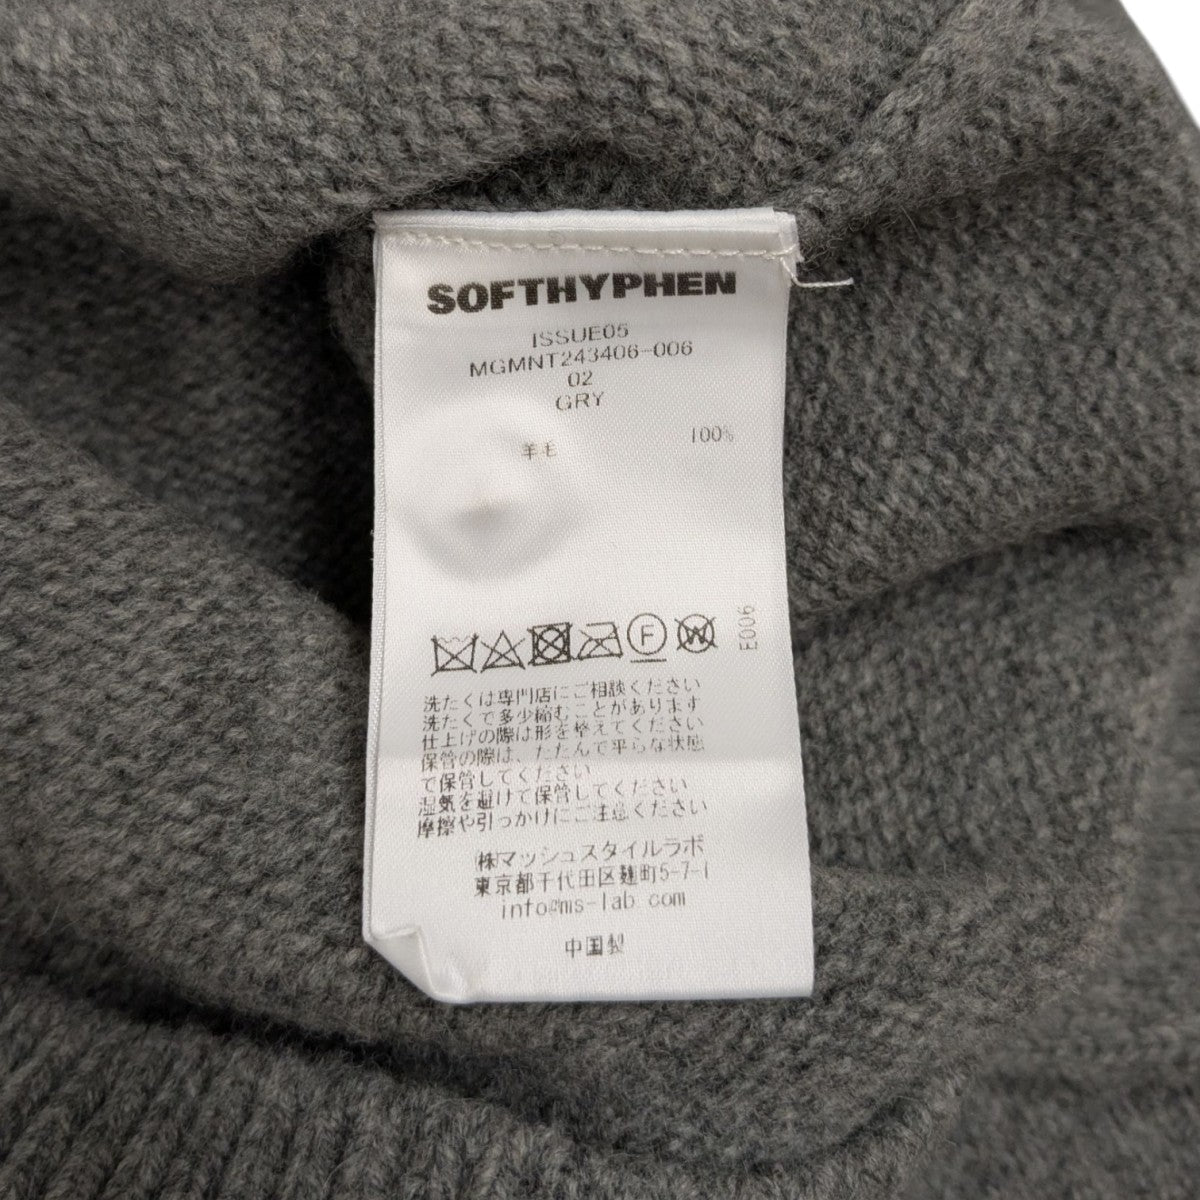 SOFTHYPHEN
ISSUE05
MGMNT243406-006
02
GRY
羊毛 100%
F W E006
洗たくは専門店にご相談ください
洗たくで多少縮むことがあります
仕上げの際は形を整えてください
保管の際は、たたんで平らな状態
で保管してください
湿気を避けて保管してください
摩擦や引っかけにご注意ください
㈱マッシュスタイルラボ
東京都千代田区麹町5-7-1
info@ms-lab.com
中国製